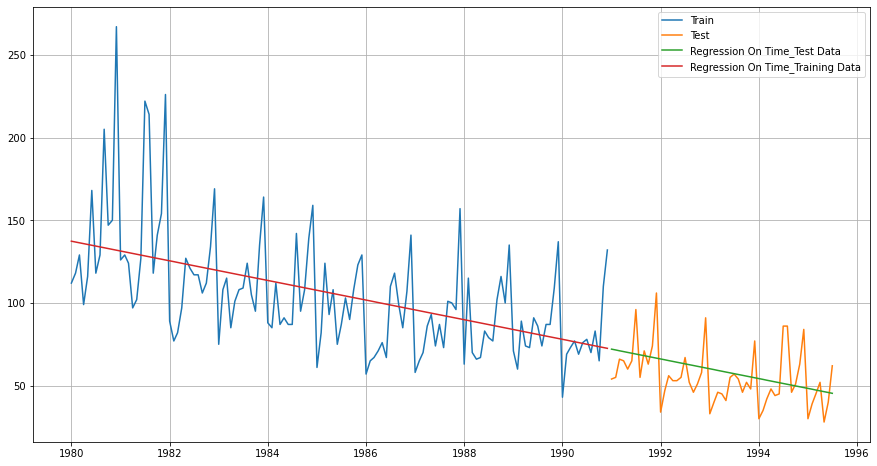 Train
Test
Regression On Time_Test Data
Regression On Time_Training Data
250
200
150
100
50
1980 1982 1984 1986 1988 1990 1992 1994 1996